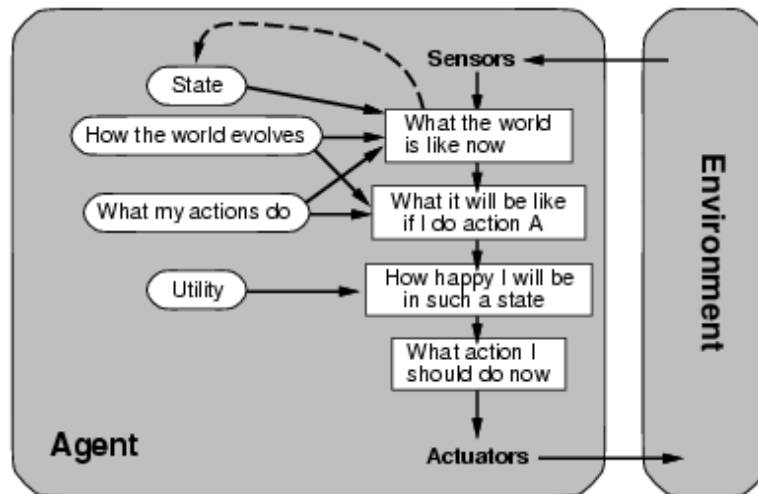 Sensors
State
What the world
is like now
How the world evolves
What it will be like
if I do action A
What my actions do
How happy I will be
in such a state
Utility
What action I
should do now
Agent
Actuators
Environment